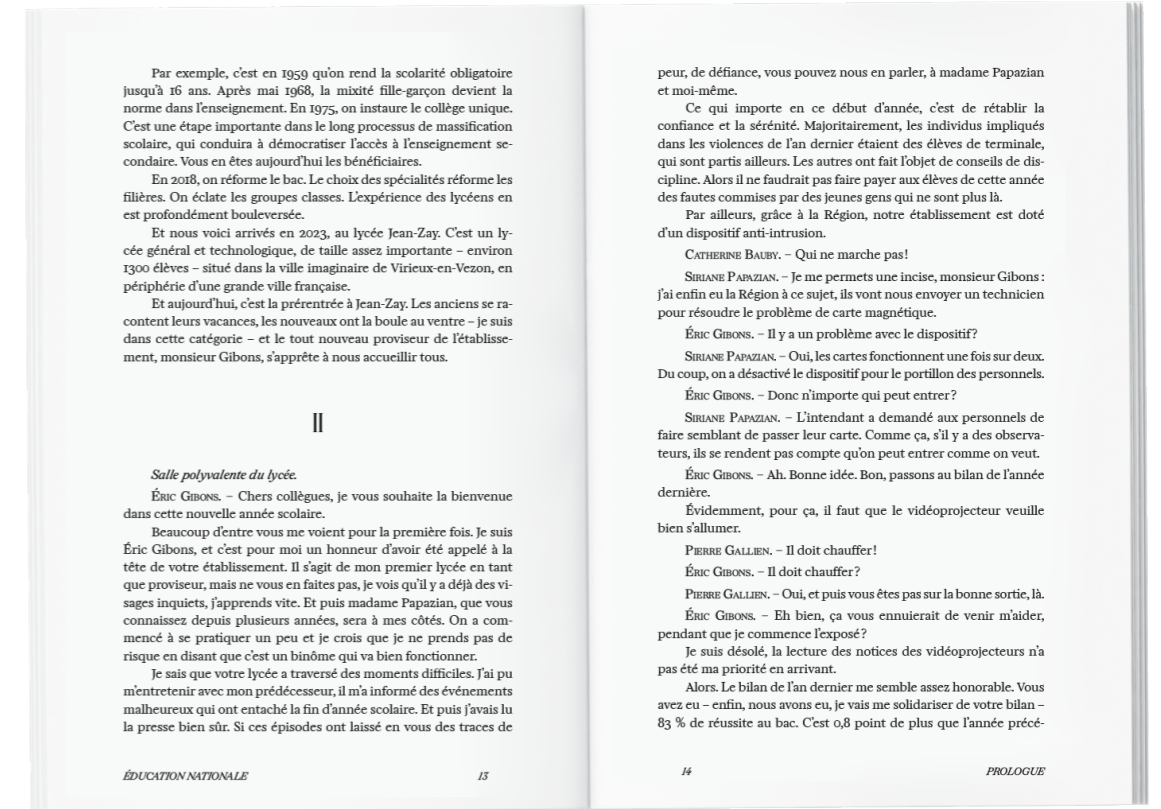 Par exemple, c'est en 1959 qu'on rend la scolarité obligatoire
jusqu'à 16 ans. Après mai 1968, la mixité fille-garçon devient la
norme dans l'enseignement. En 1975, on instaure le collège unique.
C'est une étape importante dans le long processus de massification
scolaire, qui conduira à démocratiser l'accès à l'enseignement se-
condaire. Vous en êtes aujourd'hui les bénéficiaires.
En 2018, on réforme le bac. Le choix des spécialités réforme les
filières. On éclate les groupes classes. L'expérience des lycéens en
est profondément bouleversée.
Et nous voici arrivés en 2023, au lycée Jean-Zay. C'est un ly-
cée général et technologique, de taille assez importante – environ
1300 élèves – situé dans la ville imaginaire de Virieux-en-Vezon, en
périphérie d'une grande ville française.
Et aujourd'hui, c'est la prérentrée à Jean-Zay. Les anciens se ra-
content leurs vacances, les nouveaux ont la boule au ventre – je suis
dans cette catégorie – et le tout nouveau proviseur de l'établisse-
ment, monsieur Gibons, s'apprête à nous accueillir tous.
II
Salle polyvalente du lycée.
ÉRIC GIBONS. – Chers collègues, je vous souhaite la bienvenue
dans cette nouvelle année scolaire.
Beaucoup d'entre vous me voient pour la première fois. Je suis
Éric Gibons, et c'est pour moi un honneur d'avoir été appelé à la
tête de votre établissement. Il s'agit de mon premier lycée en tant
que proviseur, mais ne vous en faites pas, je vois qu'il y a déjà des vi-
sages inquiets, j'apprends vite. Et puis madame Papazian, que vous
connaissez depuis plusieurs années, sera à mes côtés. On a com-
mencé à se pratiquer un peu et je crois que je ne prends pas de
risque en disant que c'est un binôme qui va bien fonctionner.
Je sais que votre lycée a traversé des moments difficiles. J'ai pu
m'entretenir avec mon prédécesseur, il m'a informé des événements
malheureux qui ont entaché la fin d'année scolaire. Et puis j'avais lu
la presse bien sûr. Si ces épisodes ont laissé en vous des traces de
ÉDUCATION NATIONALE 13
peur, de défiance, vous pouvez nous en parler, à madame Papazian
et moi-même.
Ce qui importe en ce début d'année, c'est de rétablir la
confiance et la sérénité. Majoritairement, les individus impliqués
dans les violences de l'an dernier étaient des élèves de terminale,
qui sont partis ailleurs. Les autres ont fait l'objet de conseils de dis-
cipline. Alors il ne faudrait pas faire payer aux élèves de cette année
des fautes commises par des jeunes gens qui ne sont plus là.
Par ailleurs, grâce à la Région, notre établissement est doté
d'un dispositif anti-intrusion.
CATHERINE BAUBY. – Qui ne marche pas !
SIRIANE PAPAZIAN. – Je me permets une incise, monsieur Gibons :
j'ai enfin eu la Région à ce sujet, ils vont nous envoyer un technicien
pour résoudre le problème de carte magnétique.
ÉRIC GIBONS. – Il y a un problème avec le dispositif ?
SIRIANE PAPAZIAN. – Oui, les cartes fonctionnent une fois sur deux.
Du coup, on a désactivé le dispositif pour le portillon des personnels.
ÉRIC GIBONS. – Donc n'importe qui peut entrer ?
SIRIANE PAPAZIAN. – L'intendant a demandé aux personnels de
faire semblant de passer leur carte. Comme ça, s'il y a des observa-
teurs, ils se rendent pas compte qu'on peut entrer comme on veut.
ÉRIC GIBONS. – Ah. Bonne idée. Bon, passons au bilan de l'année
dernière.
Évidemment, pour ça, il faut que le vidéoprojecteur veuille
bien s'allumer.
PIERRE GALLIEN. – Il doit chauffer !
ÉRIC GIBONS. – Il doit chauffer ?
PIERRE GALLIEN. – Oui, et puis vous êtes pas sur la bonne sortie, là.
ÉRIC GIBONS. – Eh bien, ça vous ennuierait de venir m'aider,
pendant que je commence l'exposé ?
Je suis désolé, la lecture des notices des vidéoprojecteurs n'a
pas été ma priorité en arrivant.
Alors. Le bilan de l'an dernier me semble assez honorable. Vous
avez eu – enfin, nous avons eu, je vais me solidariser de votre bilan –
83 % de réussite au bac. C'est 0,8 point de plus que l'année précé-
14 PROLOGUE